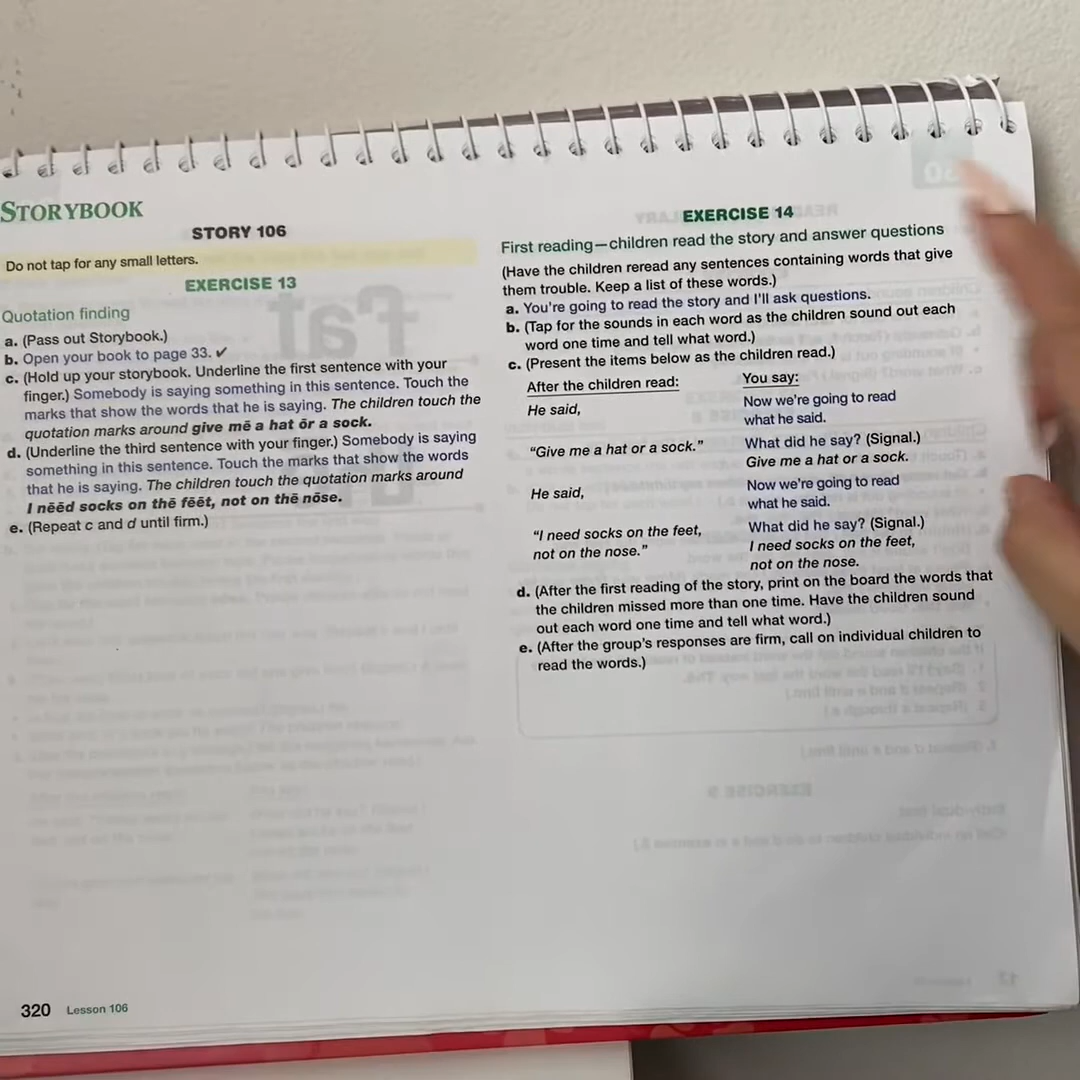 STORYBOOK
STORY 106
Do not tap for any small letters.
EXERCISE 13
Quotation finding
a. (Pass out Storybook.)
b. Open your book to page 33. ✔
c. (Hold up your storybook. Underline the first sentence with your
finger.) Somebody is saying something in this sentence. Touch the
marks that show the words that he is saying. The children touch the
quotation marks around give mē a hat ōr a sock.
d. (Underline the third sentence with your finger.) Somebody is saying
something in this sentence. Touch the marks that show the words
that he is saying. The children touch the quotation marks around
I nēēd socks on thē fēēt, not on thē nōse.
e. (Repeat c and d until firm.)
EXERCISE 14
First reading—children read the story and answer questions
(Have the children reread any sentences containing words that give
them trouble. Keep a list of these words.)
a. You're going to read the story and I'll ask questions.
b. (Tap for the sounds in each word as the children sound out each
word one time and tell what word.)
c. (Present the items below as the children read.)
After the children read: You say:
He said, Now we're going to read
what he said.
"Give me a hat or a sock." What did he say? (Signal.)
Give me a hat or a sock.
He said, Now we're going to read
what he said.
"I need socks on the feet, What did he say? (Signal.)
not on the nose." I need socks on the feet,
not on the nose.
d. (After the first reading of the story, print on the board the words that
the children missed more than one time. Have the children sound
out each word one time and tell what word.)
e. (After the group's responses are firm, call on individual children to
read the words.)
320 Lesson 106